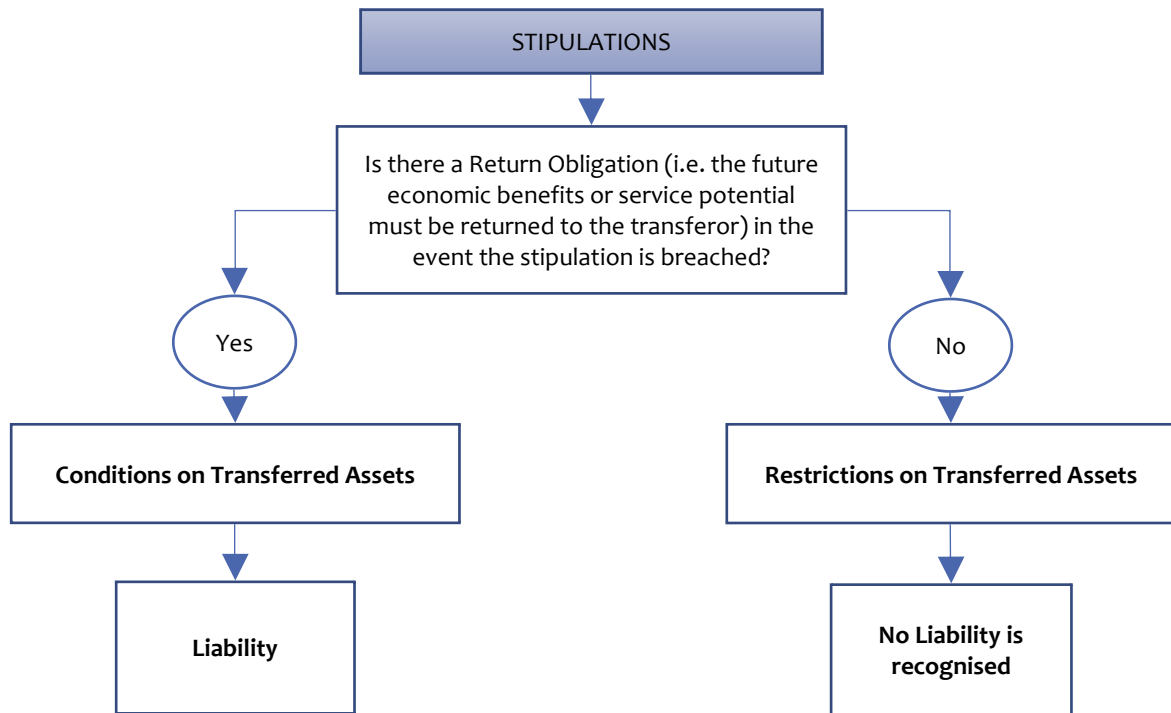 STIPULATIONS
Is there a Return Obligation (i.e. the future
economic benefits or service potential
must be returned to the transferor) in the
event the stipulation is breached?
Yes
No
Conditions on Transferred Assets
Restrictions on Transferred Assets
Liability
No Liability is
recognised